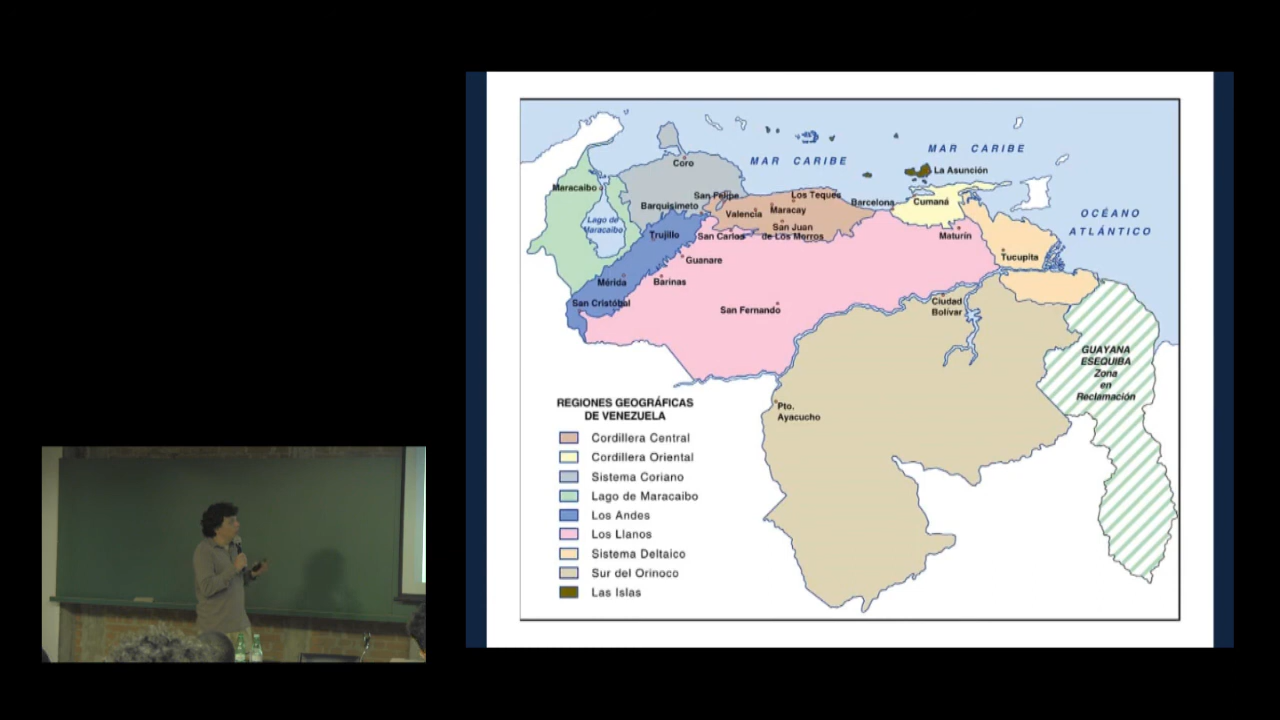 Coro
MAR CARIBE
MAR CARIBE
La Asunción
Maracaibo
San Felipe
Los Teques
Barquisimeto
Valencia
Maracay
Barcelona
Cumaná
OCÉANO
ATLÁNTICO
Lago de
Maracaibo
Trujillo
San Carlos
San Juan
de Los Morros
Maturín
Guanare
Tucupita
Mérida
Barinas
San Cristóbal
San Fernando
Ciudad
Bolívar
GUAYANA
ESEQUIBA
Zona
en
Reclamación
Pto.
Ayacucho
REGIONES GEOGRÁFICAS
DE VENEZUELA
Cordillera Central
Cordillera Oriental
Sistema Coriano
Lago de Maracaibo
Los Andes
Los Llanos
Sistema Deltaico
Sur del Orinoco
Las Islas